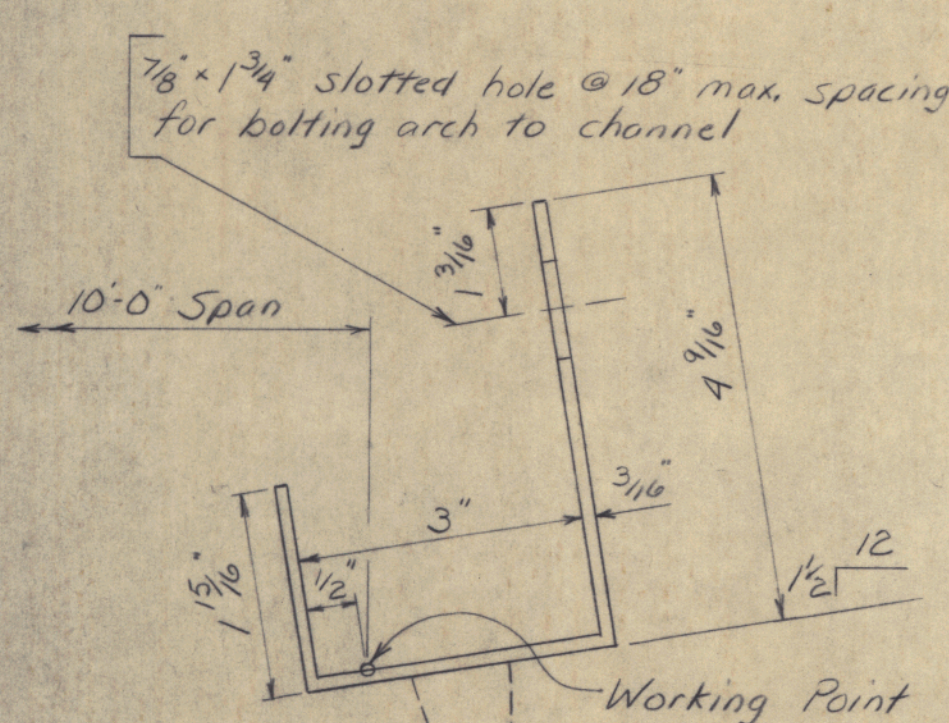 7/8" x 1 3/4" slotted hole @ 18" max. spacing
for bolting arch to channel
1 3/16"
10'-0" Span
4 9/16"
3/16"
3"
12
1 1/2
1 15/16"
1/2"
Working Point